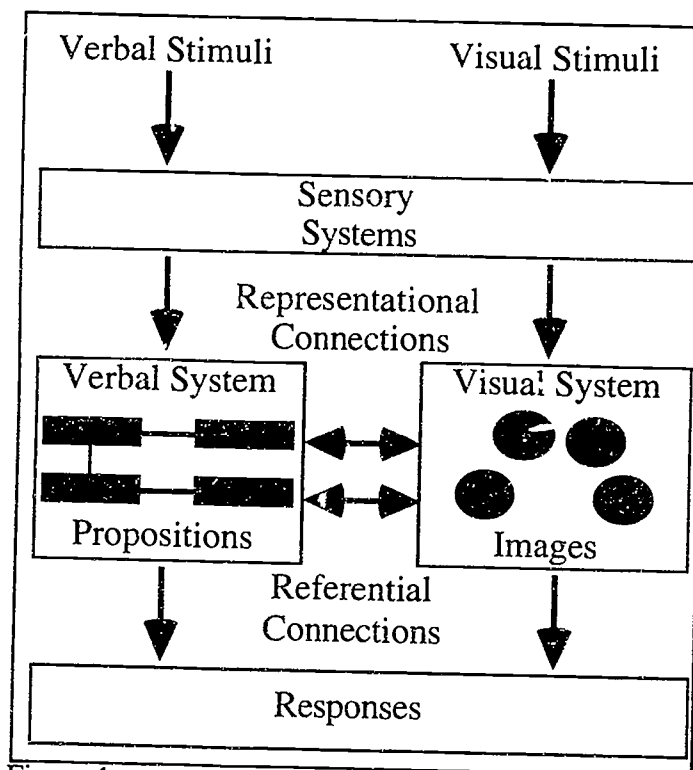 Verbal Stimuli
Visual Stimuli
Sensory
Systems
Representational
Connections
Verbal System
Visual System
Propositions
Images
Referential
Connections
Responses